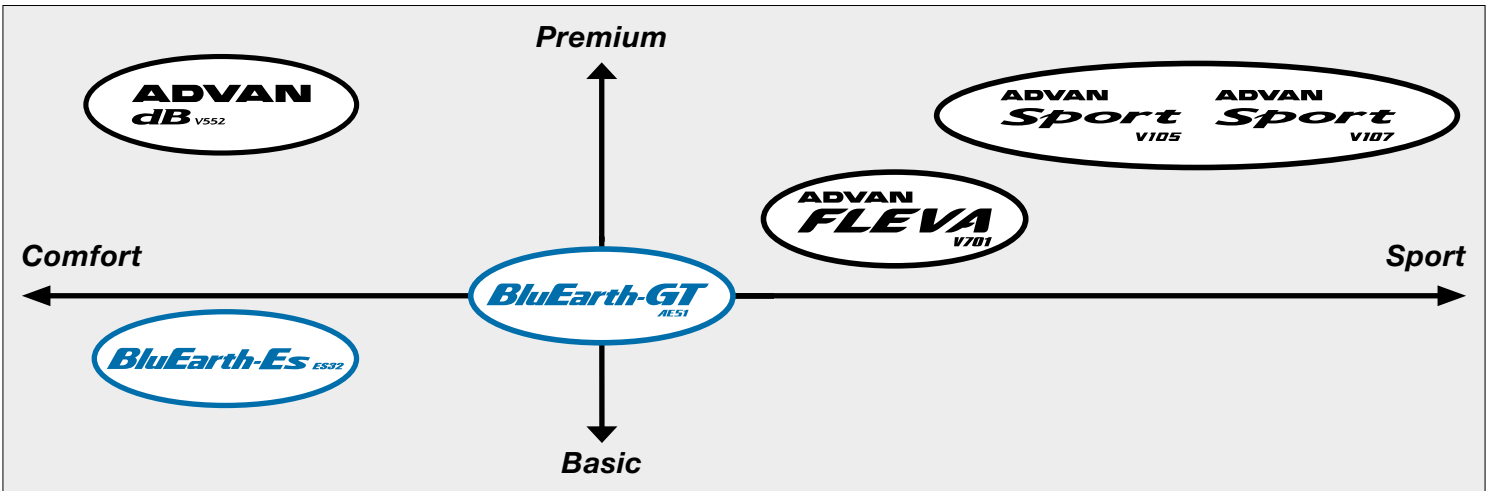 Premium
ADVAN
dB V552
ADVAN
Sport
V105
ADVAN
Sport
V107
ADVAN
FLEVA
V701
Comfort
Sport
BluEarth-GT
AE51
BluEarth-Es ES32
Basic